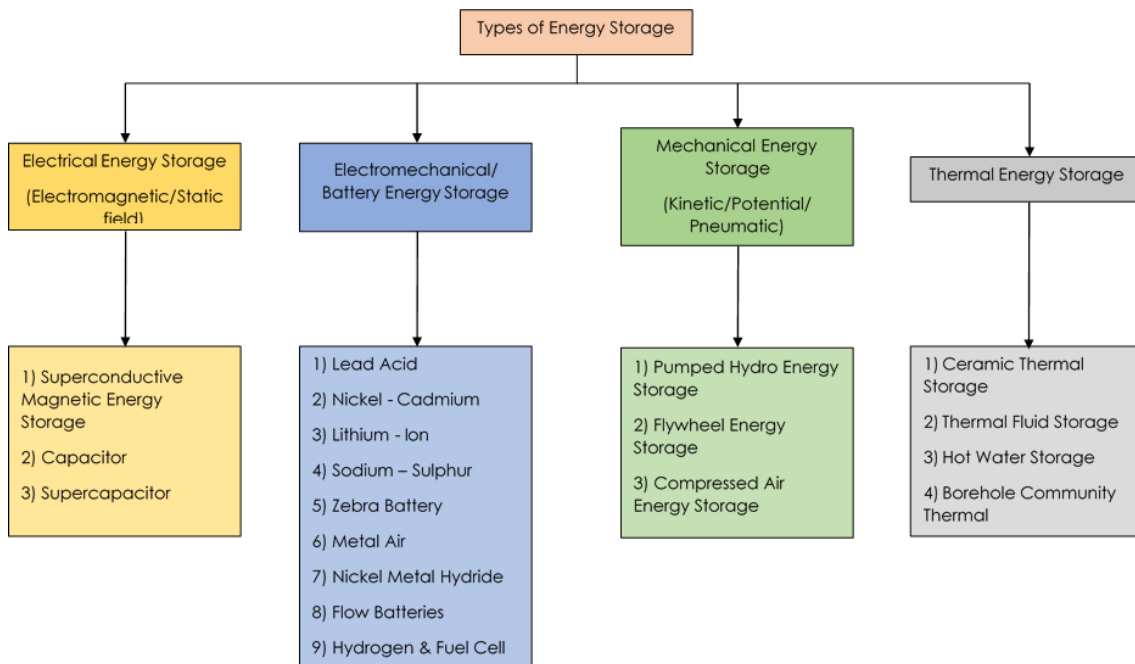 Types of Energy Storage
Electrical Energy Storage
(Electromagnetic/Static
field)
Electromechanical/
Battery Energy Storage
Mechanical Energy
Storage
(Kinetic/Potential/
Pneumatic)
Thermal Energy Storage
1) Superconductive
Magnetic Energy
Storage
2) Capacitor
3) Supercapacitor
1) Lead Acid
2) Nickel - Cadmium
3) Lithium - Ion
4) Sodium – Sulphur
5) Zebra Battery
6) Metal Air
7) Nickel Metal Hydride
8) Flow Batteries
9) Hydrogen & Fuel Cell
1) Pumped Hydro Energy
Storage
2) Flywheel Energy
Storage
3) Compressed Air
Energy Storage
1) Ceramic Thermal
Storage
2) Thermal Fluid Storage
3) Hot Water Storage
4) Borehole Community
Thermal